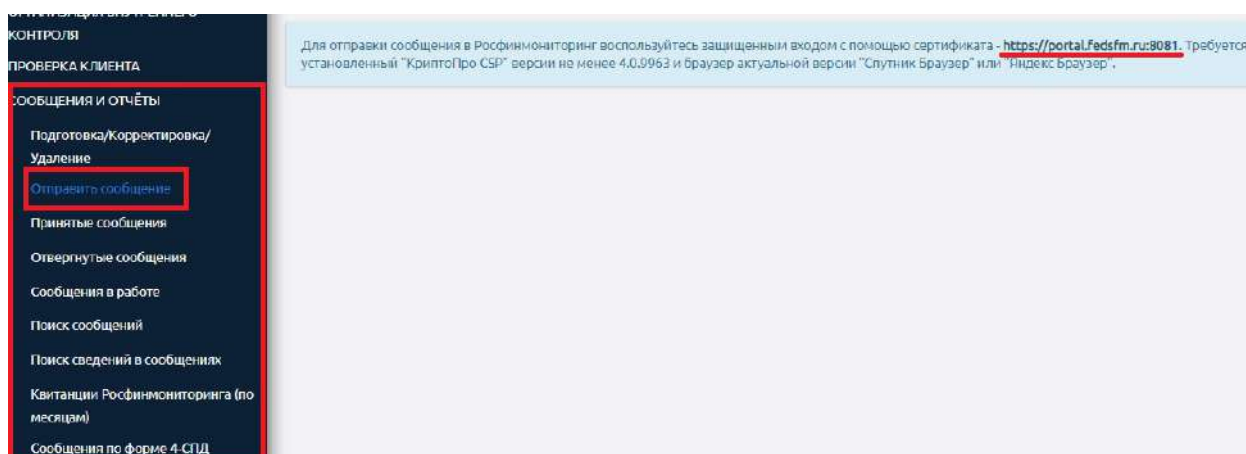 КОНТРОЛЯ
ПРОВЕРКА КЛИЕНТА
СООБЩЕНИЯ И ОТЧЁТЫ
Подготовка/Корректировка/
Удаление
Отправить сообщение
Принятые сообщения
Отвергнутые сообщения
Сообщения в работе
Поиск сообщений
Поиск сведений в сообщениях
Квитанции Росфинмониторинга (по
месяцам)
Сообщения по форме 4-СПД
Для отправки сообщения в Росфинмониторинг воспользуйтесь защищенным входом с помощью сертификата - https://portal.fedsfm.ru:8081. Требуется
установленный "КриптоПро CSP" версии не менее 4.0.9963 и браузер актуальной версии "Спутник Браузер" или "Яндекс Браузер".